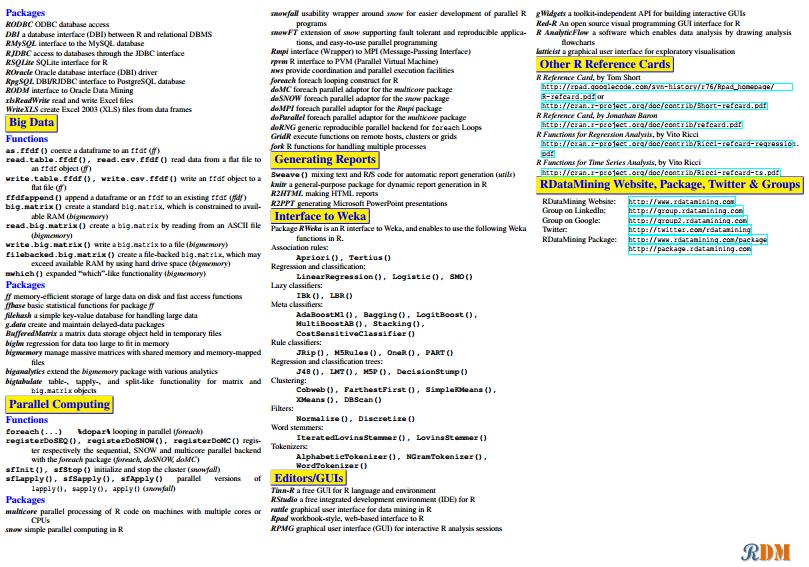 Packages
RODBC ODBC database access
DBI a database interface (DBI) between R and relational DBMS
RMySQL interface to the MySQL database
RJDBC access to databases through the JDBC interface
RSQLite SQLite interface for R
ROracle Oracle database interface (DBI) driver
RpgSQL DBI/RJDBC interface to PostgreSQL database
RODM interface to Oracle Data Mining
xlsReadWrite read and write Excel files
WriteXLS create Excel 2003 (XLS) files from data frames
Big Data
Functions
as.ffdf() coerce a dataframe to an ffdf (ff)
read.table.ffdf(), read.csv.ffdf() read data from a flat file to
an ffdf object (ff)
write.table.ffdf(), write.csv.ffdf() write an ffdf object to a
flat file (ff)
ffdfappend() append a dataframe or an ffdf to an existing ffdf (ffdf)
big.matrix() create a standard big.matrix, which is constrained to avail-
able RAM (bigmemory)
read.big.matrix() create a big.matrix by reading from an ASCII file
(bigmemory)
write.big.matrix() write a big.matrix to a file (bigmemory)
filebacked.big.matrix() create a file-backed big.matrix, which may
exceed available RAM by using hard drive space (bigmemory)
mwhich() expanded “which”-like functionality (bigmemory)
Packages
ff memory-efficient storage of large data on disk and fast access functions
ffbase basic statistical functions for package ff
filehash a simple key-value database for handling large data
g.data create and maintain delayed-data packages
BufferedMatrix a matrix data storage object held in temporary files
biglm regression for data too large to fit in memory
bigmemory manage massive matrices with shared memory and memory-mapped
files
biganalytics extend the bigmemory package with various analytics
bigtabulate table-, tapply-, and split-like functionality for matrix and
big.matrix objects
Parallel Computing
Functions
foreach(...) %dopar% looping in parallel (foreach)
registerDoSEQ(), registerDoSNOW(), registerDoMC() regis-
ter respectively the sequential, SNOW and multicore parallel backend
with the foreach package (foreach, doSNOW, doMC)
sfInit(), sfStop() initialize and stop the cluster (snowfall)
sfLapply(), sfSapply(), sfApply() parallel versions of
lapply(), sapply(), apply() (snowfall)
Packages
multicore parallel processing of R code on machines with multiple cores or
CPUs
snow simple parallel computing in R
snowfall usability wrapper around snow for easier development of parallel R
programs
snowFT extension of snow supporting fault tolerant and reproducible applica-
tions, and easy-to-use parallel programming
Rmpi interface (Wrapper) to MPI (Message-Passing Interface)
rpvm R interface to PVM (Parallel Virtual Machine)
nws provide coordination and parallel execution facilities
foreach foreach looping construct for R
doMC foreach parallel adaptor for the multicore package
doSNOW foreach parallel adaptor for the snow package
doMPI foreach parallel adaptor for the Rmpi package
doParallel foreach parallel adaptor for the multicore package
doRNG generic reproducible parallel backend for foreach Loops
GridR execute functions on remote hosts, clusters or grids
fork R functions for handling multiple processes
Generating Reports
Sweave() mixing text and R/S code for automatic report generation (utils)
knitr a general-purpose package for dynamic report generation in R
R2HTML making HTML reports
R2PPT generating Microsoft PowerPoint presentations
Interface to Weka
Package RWeka is an R interface to Weka, and enables to use the following Weka
functions in R.
Association rules:
Apriori(), Tertius()
Regression and classification:
LinearRegression(), Logistic(), SMO()
Lazy classifiers:
IBk(), LBR()
Meta classifiers:
AdaBoostM1(), Bagging(), LogitBoost(),
MultiBoostAB(), Stacking(),
CostSensitiveClassifier()
Rule classifiers:
JRip(), M5Rules(), OneR(), PART()
Regression and classification trees:
J48(), LMT(), M5P(), DecisionStump()
Clustering:
Cobweb(), FarthestFirst(), SimpleKMeans(),
XMeans(), DBScan()
Filters:
Normalize(), Discretize()
Word stemmers:
IteratedLovinsStemmer(), LovinsStemmer()
Tokenizers:
AlphabeticTokenizer(), NGramTokenizer(),
WordTokenizer()
Editors/GUIs
Tinn-R a free GUI for R language and environment
RStudio a free integrated development environment (IDE) for R
rattle graphical user interface for data mining in R
Rpad workbook-style, web-based interface to R
RPMG graphical user interface (GUI) for interactive R analysis sessions
gWidgets a toolkit-independent API for building interactive GUIs
Red-R An open source visual programming GUI interface for R
R AnalyticFlow a software which enables data analysis by drawing analysis
flowcharts
latticist a graphical user interface for exploratory visualisation
Other R Reference Cards
R Reference Card, by Tom Short
http://rpad.googlecode.com/svn-history/r76/Rpad_homepage/
R-refcard.pdf or
http://cran.r-project.org/doc/contrib/Short-refcard.pdf
R Reference Card, by Jonathan Baron
http://cran.r-project.org/doc/contrib/refcard.pdf
R Functions for Regression Analysis, by Vito Ricci
http://cran.r-project.org/doc/contrib/Ricci-refcard-regression.
pdf
R Functions for Time Series Analysis, by Vito Ricci
http://cran.r-project.org/doc/contrib/Ricci-refcard-ts.pdf
RDataMining Website, Package, Twitter & Groups
RDataMining Website: http://www.rdatamining.com
Group on LinkedIn: http://group.rdatamining.com
Group on Google: http://group2.rdatamining.com
Twitter: http://twitter.com/rdatamining
RDataMining Package: http://www.rdatamining.com/package
http://package.rdatamining.com
RDM